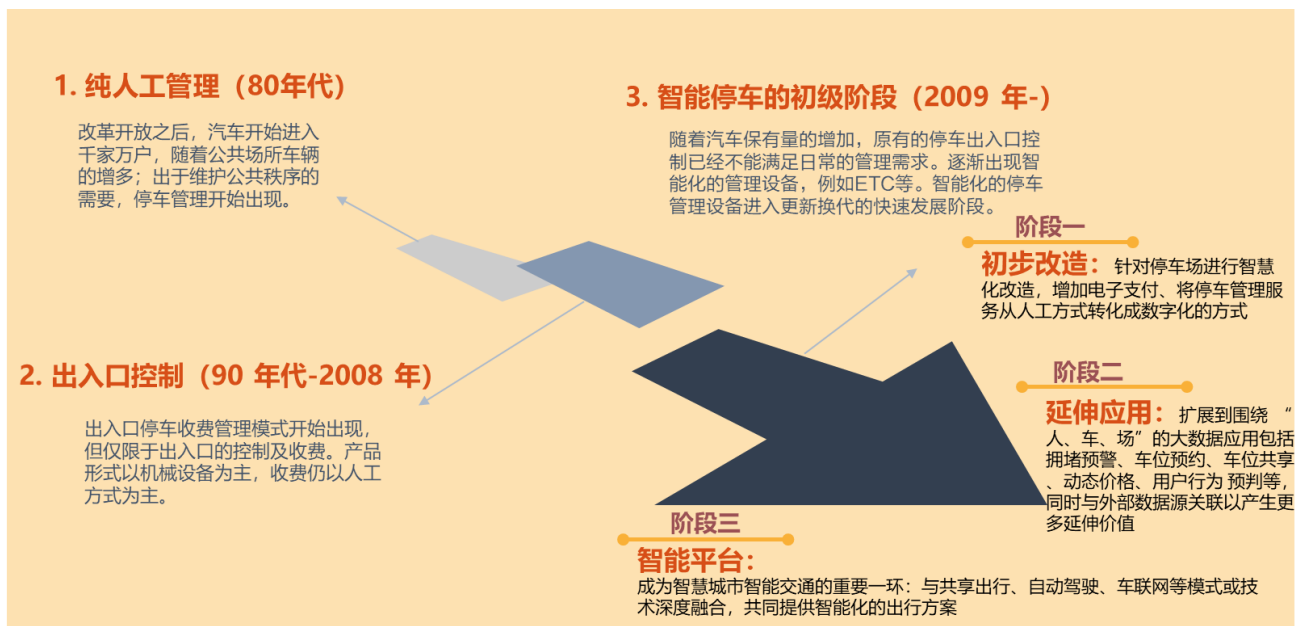 1. 纯人工管理（80年代）
改革开放之后，汽车开始进入
千家万户，随着公共场所车辆
的增多；出于维护公共秩序的
需要，停车管理开始出现。
2. 出入口控制（90 年代-2008 年）
出入口停车收费管理模式开始出现，
但仅限于出入口的控制及收费。产品
形式以机械设备为主，收费仍以人工
方式为主。
3. 智能停车的初级阶段（2009 年-）
随着汽车保有量的增加，原有的停车出入口控
制已经不能满足日常的管理需求。逐渐出现智
能化的管理设备，例如ETC等。智能化的停车
管理设备进入更新换代的快速发展阶段。
阶段一
初步改造：针对停车场进行智慧
化改造，增加电子支付、将停车管理服
务从人工方式转化成数字化的方式
阶段二
延伸应用：扩展到围绕 “
人、车、场”的大数据应用包括
拥堵预警、车位预约、车位共享
、动态价格、用户行为 预判等，
同时与外部数据源关联以产生更
多延伸价值
阶段三
智能平台：
成为智慧城市智能交通的重要一环：与共享出行、自动驾驶、车联网等模式或技
术深度融合，共同提供智能化的出行方案